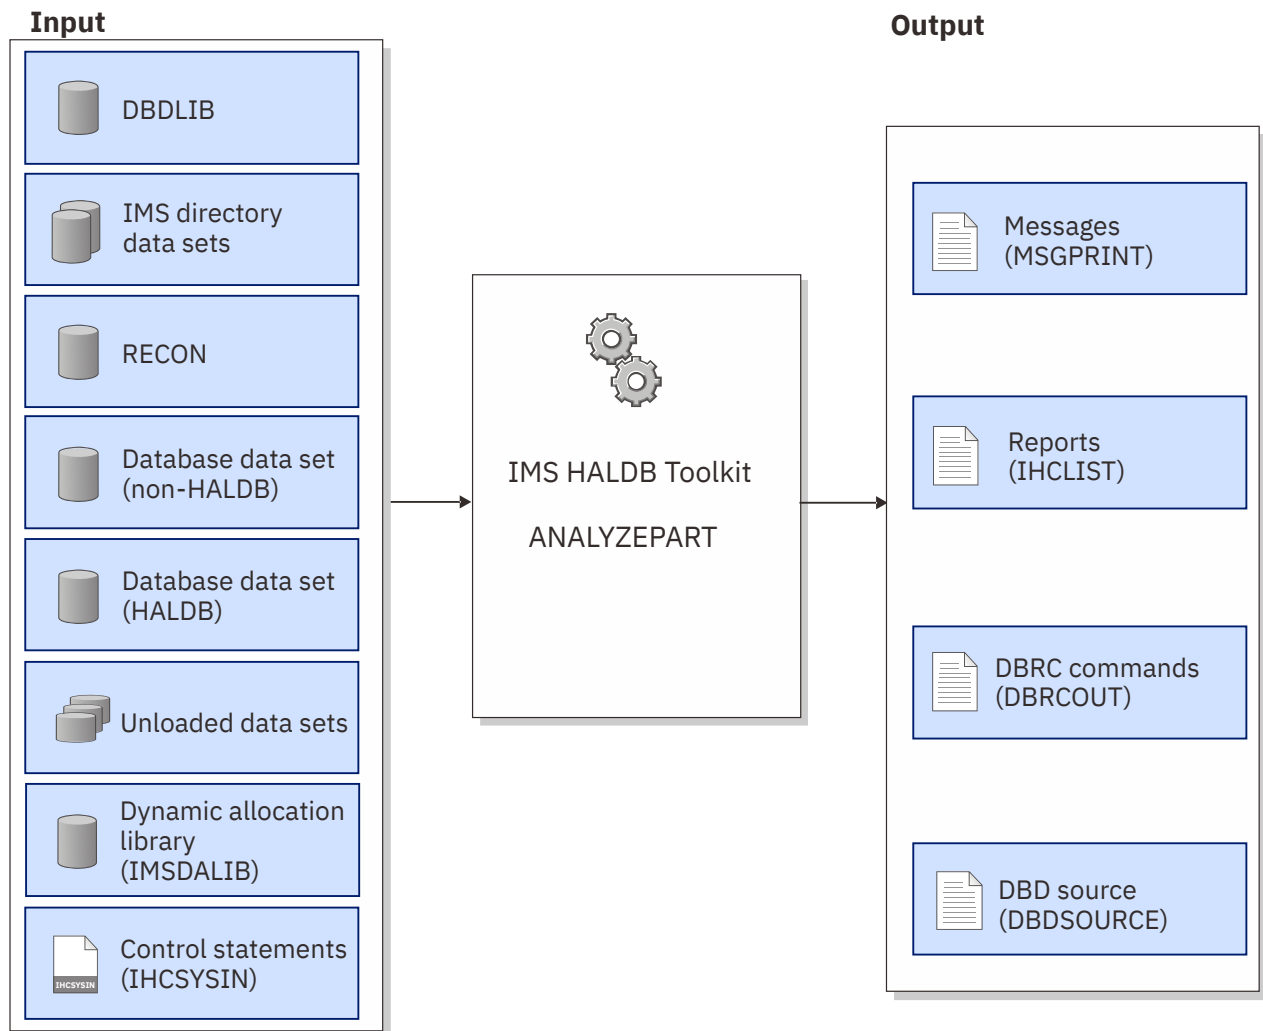 Input
DBDLIB
IMS directory
data sets
RECON
Database data set
(non-HALDB)
Database data set
(HALDB)
Unloaded data sets
Dynamic allocation
library
(IMSDALIB)
IHCSYSIN
Control statements
(IHCSYSIN)
IMS HALDB Toolkit
ANALYZEPART
Output
Messages
(MSGPRINT)
Reports
(IHCLIST)
DBRC commands
(DBRCOUT)
DBD source
(DBDSOURCE)